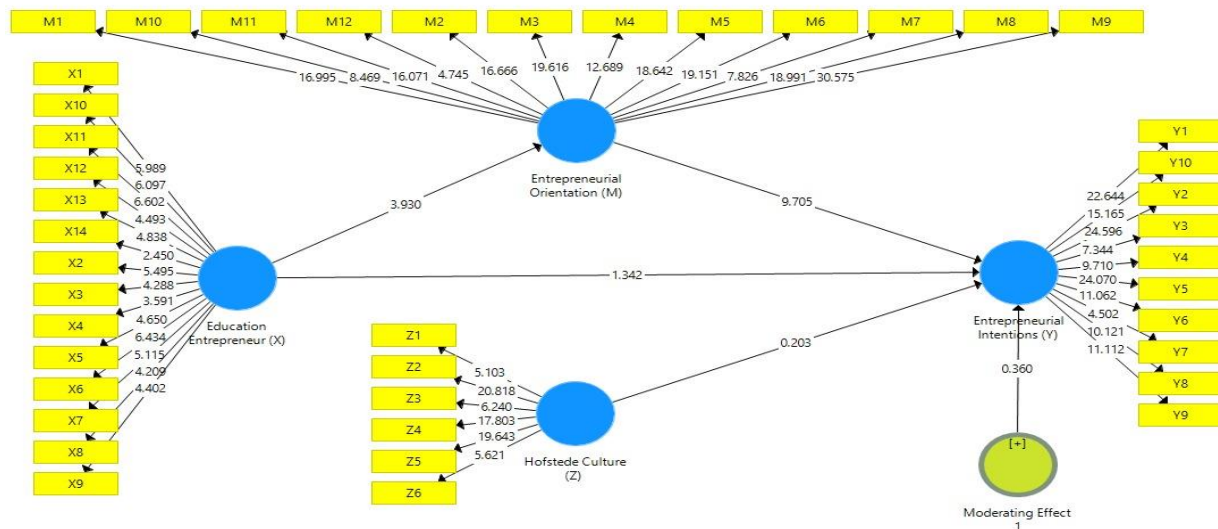 M1 M10 M11 M12 M2 M3 M4 M5 M6 M7 M8 M9
16.995 8.469 16.071 4.745 16.666 19.616 12.689 18.642 19.151 7.826 18.991 30.575
X1
X10
X11
X12
X13
X14
X2
X3
X4
X5
X6
X7
X8
X9
5.989
6.097
6.602
4.493
4.838
2.450
5.495
4.288
3.591
4.650
6.434
5.115
4.209
4.402
Education
Entrepreneur (X)
3.930
Entrepreneurial
Orientation (M)
9.705
1.342
0.203
Z1
Z2
Z3
Z4
Z5
Z6
5.103
20.818
6.240
17.803
19.643
5.621
Hofstede Culture
(Z)
Entrepreneurial
Intentions (Y)
22.644
15.165
24.596
7.344
9.710
24.070
11.062
4.502
10.121
11.112
Y1
Y10
Y2
Y3
Y4
Y5
Y6
Y7
Y8
Y9
0.360
[+]
Moderating Effect
1